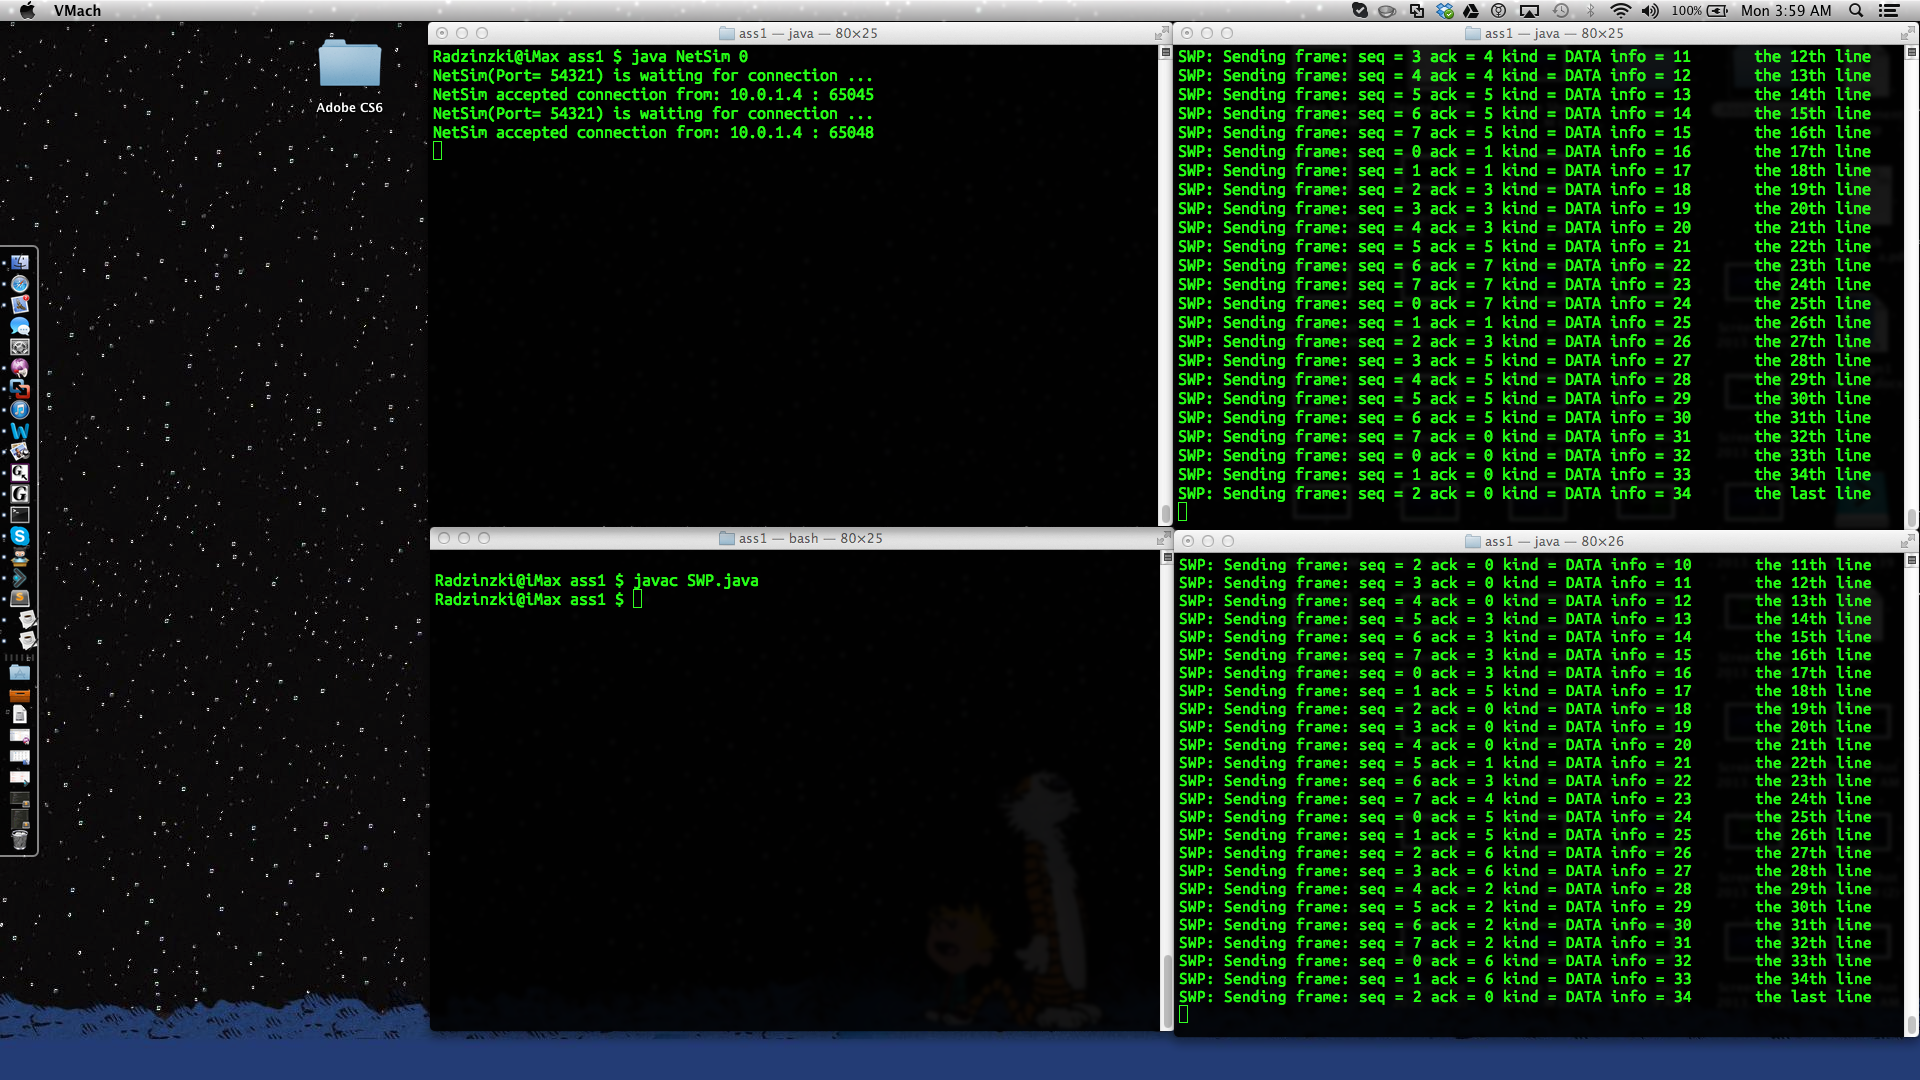 VMach
100%
Mon 3:59 AM
Adobe CS6
ass1 — java — 80×25
Radzinzki@iMax ass1 $ java NetSim 0
NetSim(Port= 54321) is waiting for connection ...
NetSim accepted connection from: 10.0.1.4 : 65045
NetSim(Port= 54321) is waiting for connection ...
NetSim accepted connection from: 10.0.1.4 : 65048
ass1 — java — 80×25
SWP: Sending frame: seq = 3 ack = 4 kind = DATA info = 11 the 12th line
SWP: Sending frame: seq = 4 ack = 4 kind = DATA info = 12 the 13th line
SWP: Sending frame: seq = 5 ack = 5 kind = DATA info = 13 the 14th line
SWP: Sending frame: seq = 6 ack = 5 kind = DATA info = 14 the 15th line
SWP: Sending frame: seq = 7 ack = 5 kind = DATA info = 15 the 16th line
SWP: Sending frame: seq = 0 ack = 1 kind = DATA info = 16 the 17th line
SWP: Sending frame: seq = 1 ack = 1 kind = DATA info = 17 the 18th line
SWP: Sending frame: seq = 2 ack = 3 kind = DATA info = 18 the 19th line
SWP: Sending frame: seq = 3 ack = 3 kind = DATA info = 19 the 20th line
SWP: Sending frame: seq = 4 ack = 3 kind = DATA info = 20 the 21th line
SWP: Sending frame: seq = 5 ack = 5 kind = DATA info = 21 the 22th line
SWP: Sending frame: seq = 6 ack = 7 kind = DATA info = 22 the 23th line
SWP: Sending frame: seq = 7 ack = 7 kind = DATA info = 23 the 24th line
SWP: Sending frame: seq = 0 ack = 7 kind = DATA info = 24 the 25th line
SWP: Sending frame: seq = 1 ack = 1 kind = DATA info = 25 the 26th line
SWP: Sending frame: seq = 2 ack = 3 kind = DATA info = 26 the 27th line
SWP: Sending frame: seq = 3 ack = 5 kind = DATA info = 27 the 28th line
SWP: Sending frame: seq = 4 ack = 5 kind = DATA info = 28 the 29th line
SWP: Sending frame: seq = 5 ack = 5 kind = DATA info = 29 the 30th line
SWP: Sending frame: seq = 6 ack = 5 kind = DATA info = 30 the 31th line
SWP: Sending frame: seq = 7 ack = 0 kind = DATA info = 31 the 32th line
SWP: Sending frame: seq = 0 ack = 0 kind = DATA info = 32 the 33th line
SWP: Sending frame: seq = 1 ack = 0 kind = DATA info = 33 the 34th line
SWP: Sending frame: seq = 2 ack = 0 kind = DATA info = 34 the last line
ass1 — bash — 80×25
Radzinzki@iMax ass1 $ javac SWP.java
Radzinzki@iMax ass1 $
ass1 — java — 80×26
SWP: Sending frame: seq = 2 ack = 0 kind = DATA info = 10 the 11th line
SWP: Sending frame: seq = 3 ack = 0 kind = DATA info = 11 the 12th line
SWP: Sending frame: seq = 4 ack = 0 kind = DATA info = 12 the 13th line
SWP: Sending frame: seq = 5 ack = 3 kind = DATA info = 13 the 14th line
SWP: Sending frame: seq = 6 ack = 3 kind = DATA info = 14 the 15th line
SWP: Sending frame: seq = 7 ack = 3 kind = DATA info = 15 the 16th line
SWP: Sending frame: seq = 0 ack = 3 kind = DATA info = 16 the 17th line
SWP: Sending frame: seq = 1 ack = 5 kind = DATA info = 17 the 18th line
SWP: Sending frame: seq = 2 ack = 0 kind = DATA info = 18 the 19th line
SWP: Sending frame: seq = 3 ack = 0 kind = DATA info = 19 the 20th line
SWP: Sending frame: seq = 4 ack = 0 kind = DATA info = 20 the 21th line
SWP: Sending frame: seq = 5 ack = 1 kind = DATA info = 21 the 22th line
SWP: Sending frame: seq = 6 ack = 3 kind = DATA info = 22 the 23th line
SWP: Sending frame: seq = 7 ack = 4 kind = DATA info = 23 the 24th line
SWP: Sending frame: seq = 0 ack = 5 kind = DATA info = 24 the 25th line
SWP: Sending frame: seq = 1 ack = 5 kind = DATA info = 25 the 26th line
SWP: Sending frame: seq = 2 ack = 6 kind = DATA info = 26 the 27th line
SWP: Sending frame: seq = 3 ack = 6 kind = DATA info = 27 the 28th line
SWP: Sending frame: seq = 4 ack = 2 kind = DATA info = 28 the 29th line
SWP: Sending frame: seq = 5 ack = 2 kind = DATA info = 29 the 30th line
SWP: Sending frame: seq = 6 ack = 2 kind = DATA info = 30 the 31th line
SWP: Sending frame: seq = 7 ack = 2 kind = DATA info = 31 the 32th line
SWP: Sending frame: seq = 0 ack = 6 kind = DATA info = 32 the 33th line
SWP: Sending frame: seq = 1 ack = 6 kind = DATA info = 33 the 34th line
SWP: Sending frame: seq = 2 ack = 0 kind = DATA info = 34 the last line